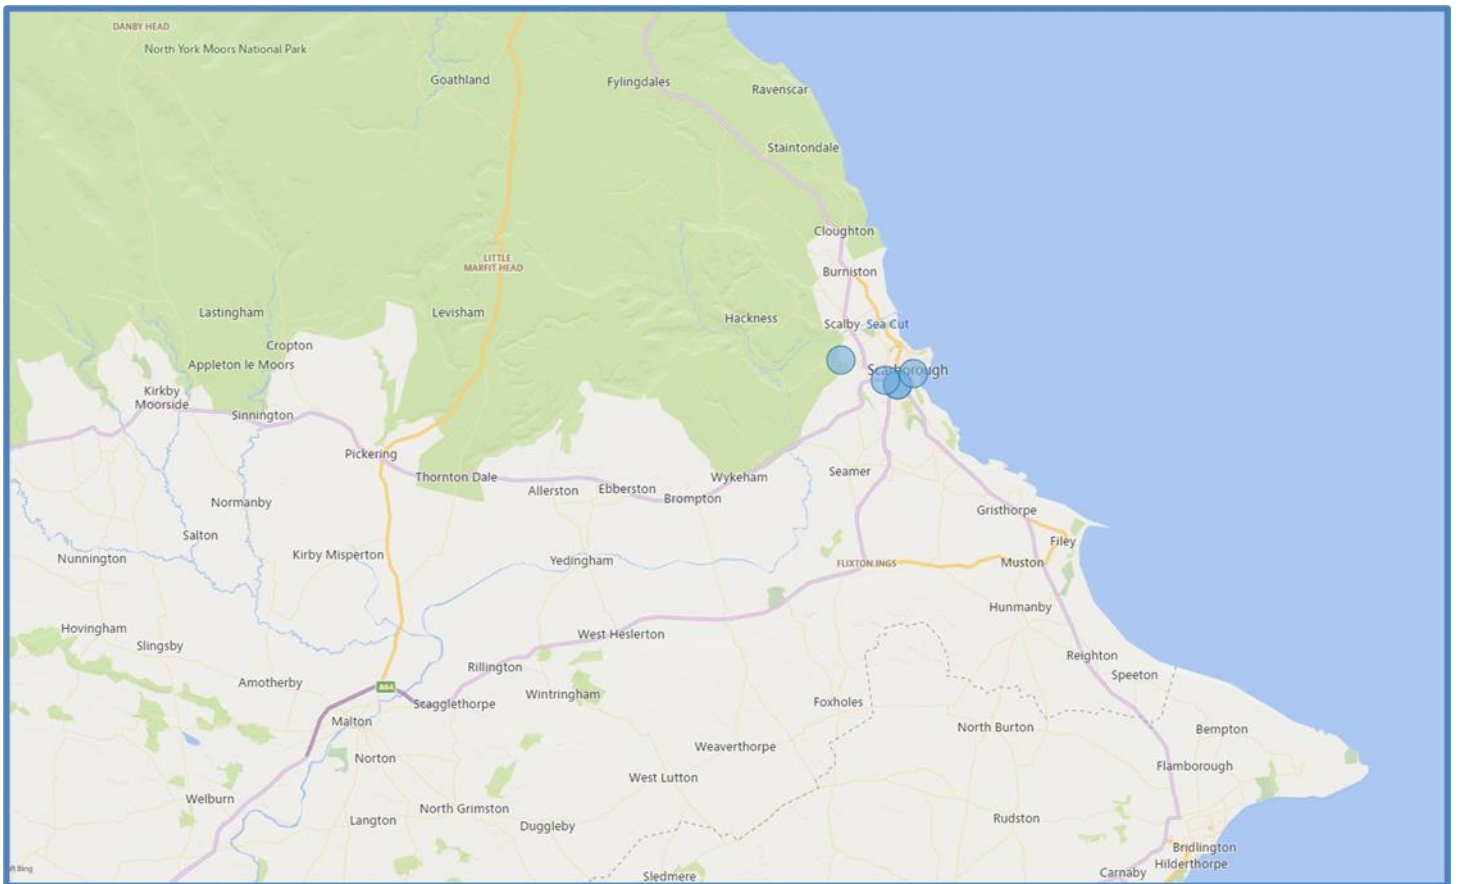 DANBY HEAD
North York Moors National Park
Goathland
Fylingdales
Ravenscar
Staintondale
Cloughton
LITTLE
MARFIT HEAD
Burniston
Lastingham
Levisham
Hackness
Scalby
Sea Cut
Cropton
Appleton le Moors
Scarborough
Kirkby
Moorside
Sinnington
Pickering
Thornton Dale
Wykeham
Seamer
Allerston
Ebberston
Brompton
Normanby
Gristhorpe
Salton
Filey
Nunnington
Kirby Misperton
Yedingham
FLIXTON INGS
Muston
Hunmanby
Hovingham
West Heslerton
Slingsby
Reighton
Rillington
Speeton
Amotherby
A64
Wintringham
Scagglethorpe
Foxholes
Malton
North Burton
Bempton
Weaverthorpe
Norton
Flamborough
West Lutton
Welburn
North Grimston
Langton
Duggleby
Rudston
Bridlington
Hilderthorpe
Carnaby
Sledmere
ft Bing